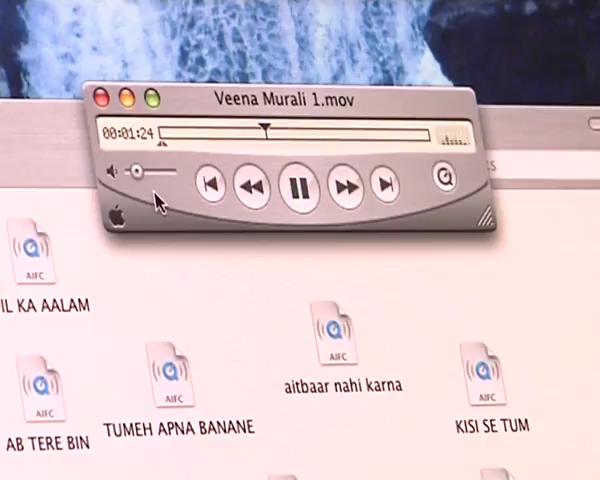 Veena Murali 1.mov
00:01:24
AIFC
IL KA AALAM
AIFC
aitbaar nahi karna
AIFC
AB TERE BIN
AIFC
TUMEH APNA BANANE
AIFC
KISI SE TUM